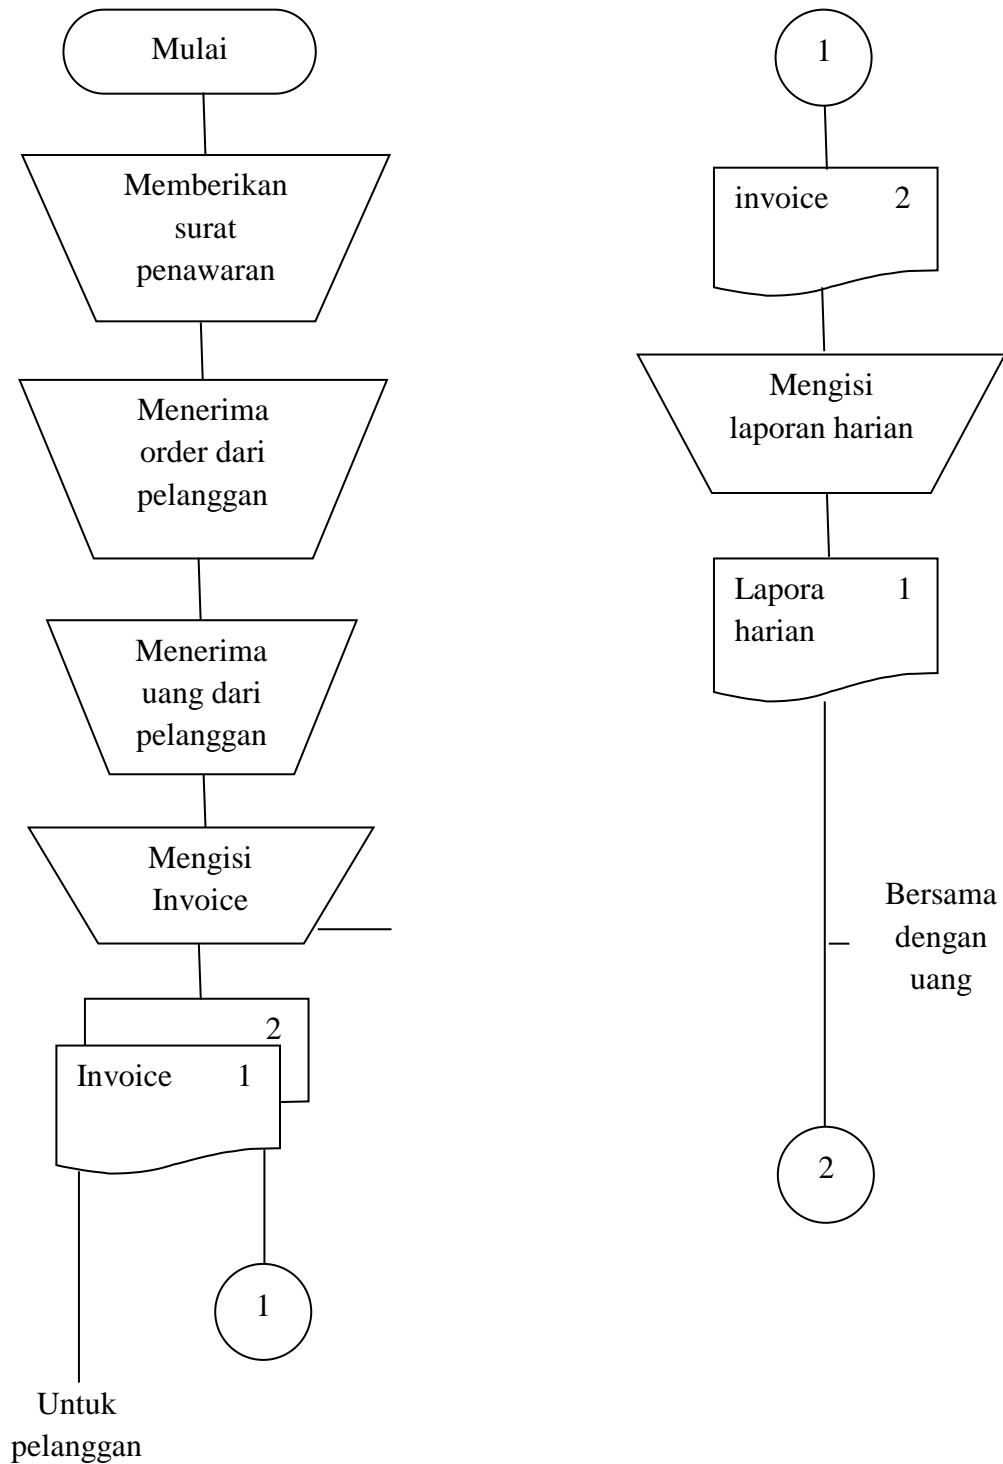 Mulai
Memberikan
surat
penawaran
Menerima
order dari
pelanggan
Menerima
uang dari
pelanggan
Mengisi
Invoice
2
Invoice 1
1
Untuk
pelanggan
1
invoice 2
Mengisi
laporan harian
Lapora 1
harian
Bersama
dengan
uang
2